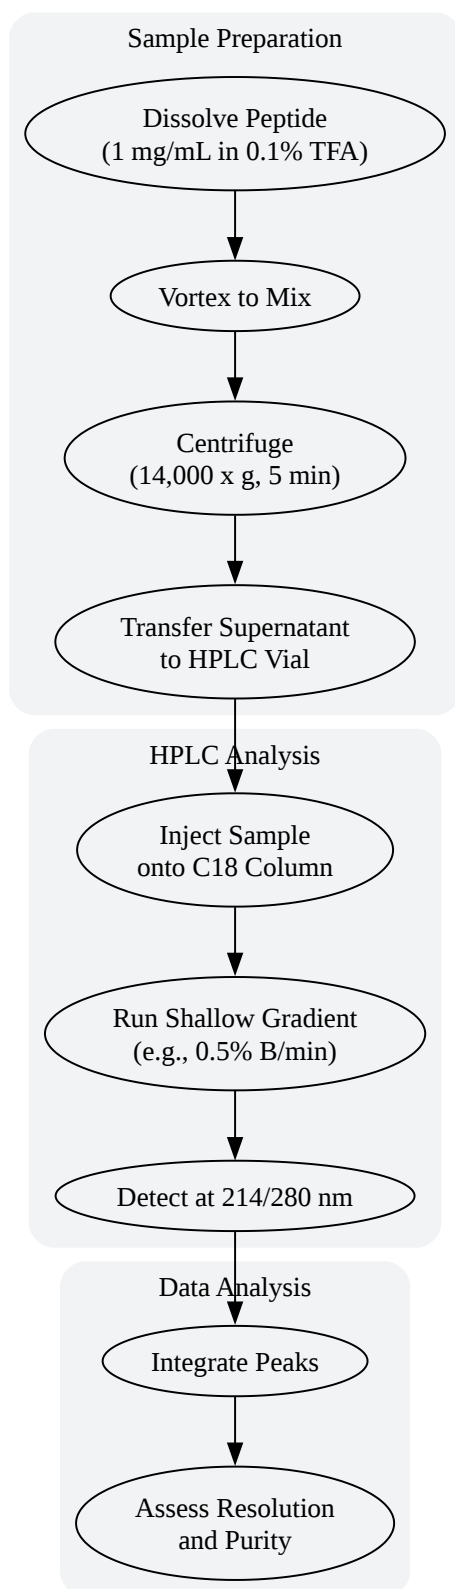 Sample Preparation
Dissolve Peptide
(1 mg/mL in 0.1% TFA)
Vortex to Mix
Centrifuge
(14,000 x g, 5 min)
Transfer Supernatant
to HPLC Vial
HPLC Analysis
Inject Sample
onto C18 Column
Run Shallow Gradient
(e.g., 0.5% B/min)
Detect at 214/280 nm
Data Analysis
Integrate Peaks
Assess Resolution
and Purity